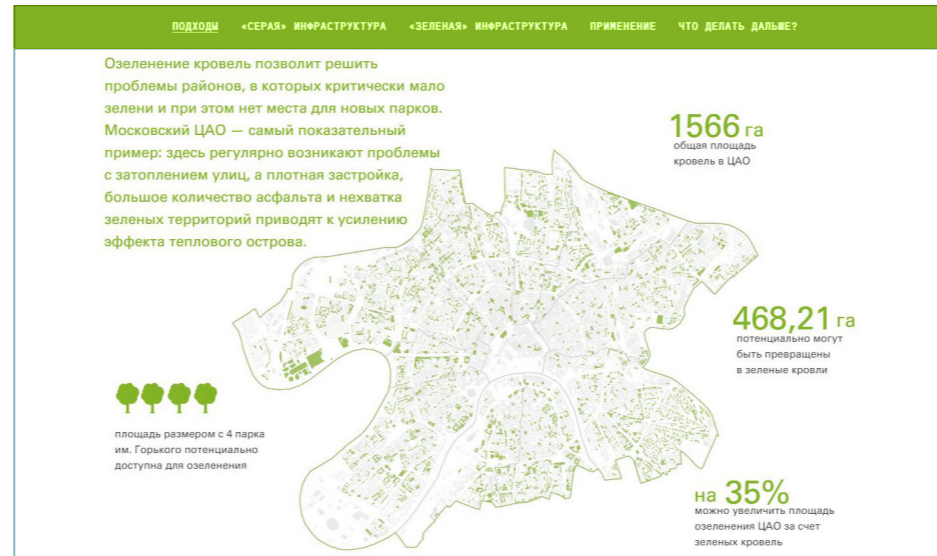 ПОДХОДЫ «СЕРАЯ» ИНФРАСТРУКТУРА «ЗЕЛЕНАЯ» ИНФРАСТРУКТУРА ПРИМЕНЕНИЕ ЧТО ДЕЛАТЬ ДАЛЬШЕ?
Озеленение кровель позволит решить
проблемы районов, в которых критически мало
зелени и при этом нет места для новых парков.
Московский ЦАО — самый показательный
пример: здесь регулярно возникают проблемы
с затоплением улиц, а плотная застройка,
большое количество асфальта и нехватка
зеленых территорий приводят к усилению
эффекта теплового острова.
1566 га
общая площадь
кровель в ЦАО
468,21 га
потенциально могут
быть превращены
в зеленые кровли
площадь размером с 4 парка
им. Горького потенциально
доступна для озеленения
на 35%
можно увеличить площадь
озеленения ЦАО за счет
зеленых кровель